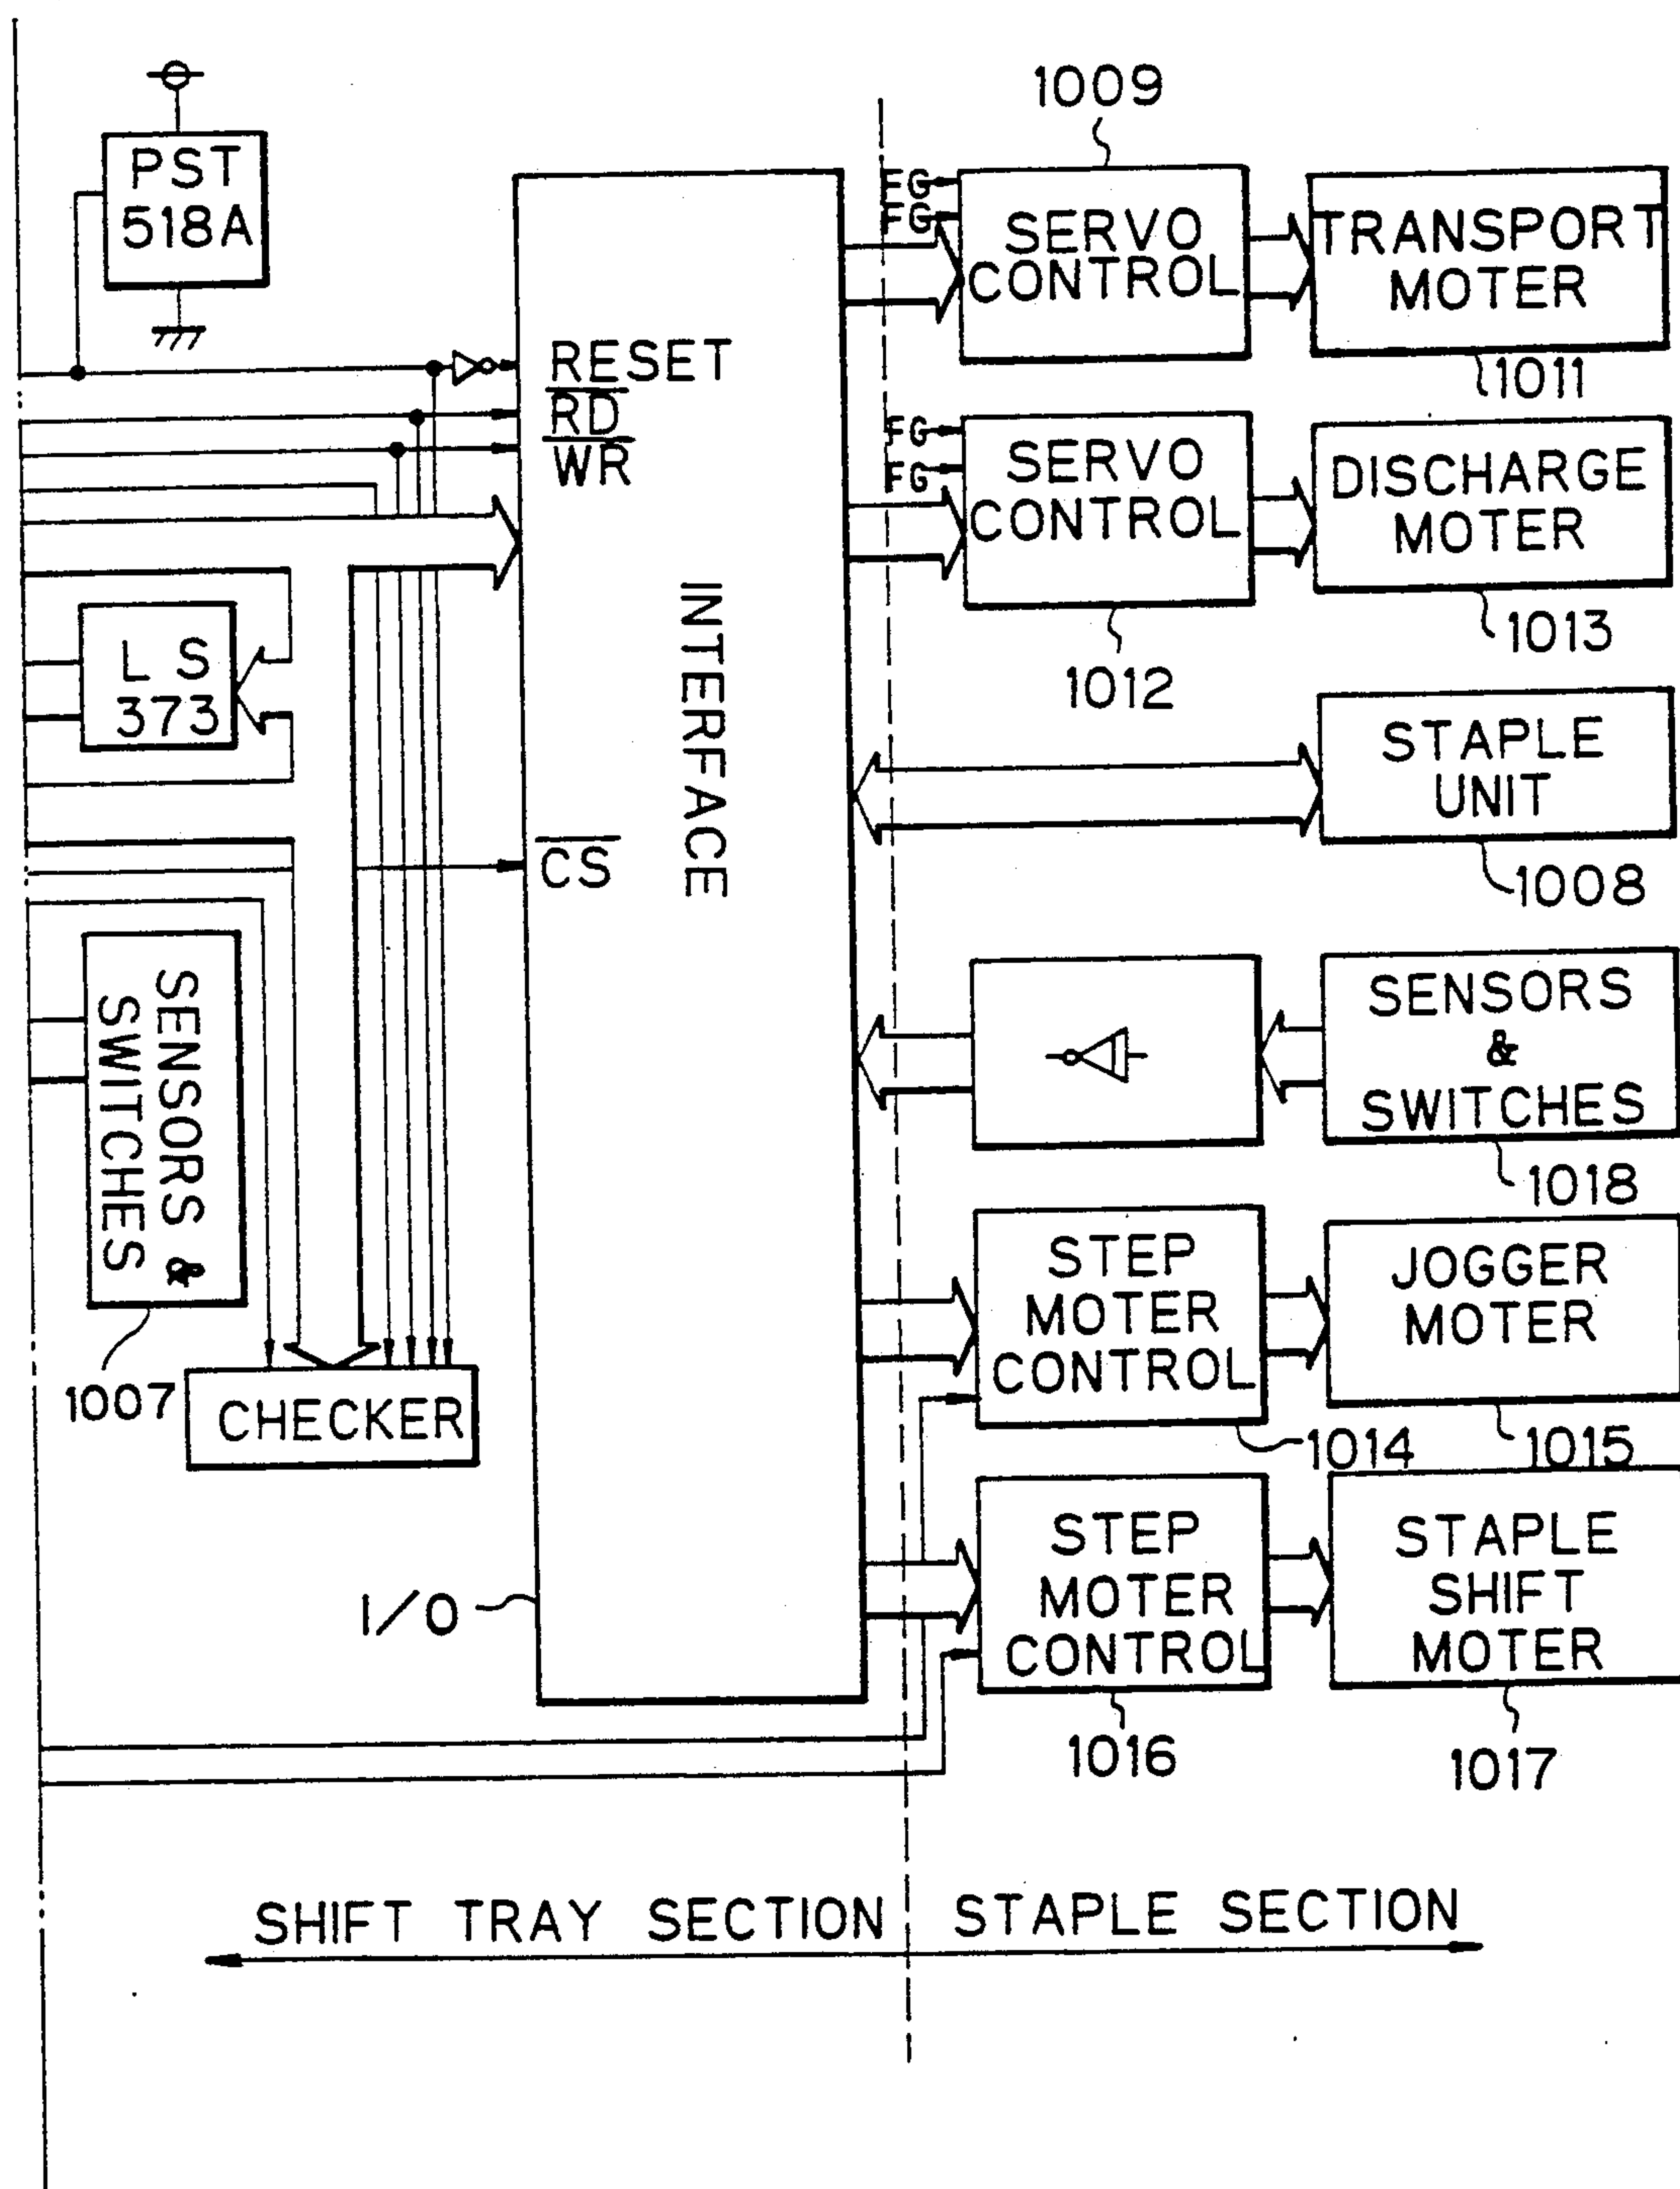 PST
518A
RESET
RD
WR
L S
373
CS
SENSORS &
SWITCHES
1007
CHECKER
INTERFACE
I/O
1009
FG
FG
SERVO
CONTROL
TRANSPORT
MOTER
1011
FG
FG
SERVO
CONTROL
1012
DISCHARGE
MOTER
1013
STAPLE
UNIT
1008
SENSORS
&
SWITCHES
1018
STEP
MOTER
CONTROL
1014
JOGGER
MOTER
1015
STEP
MOTER
CONTROL
1016
STAPLE
SHIFT
MOTER
1017
SHIFT TRAY SECTION
STAPLE SECTION